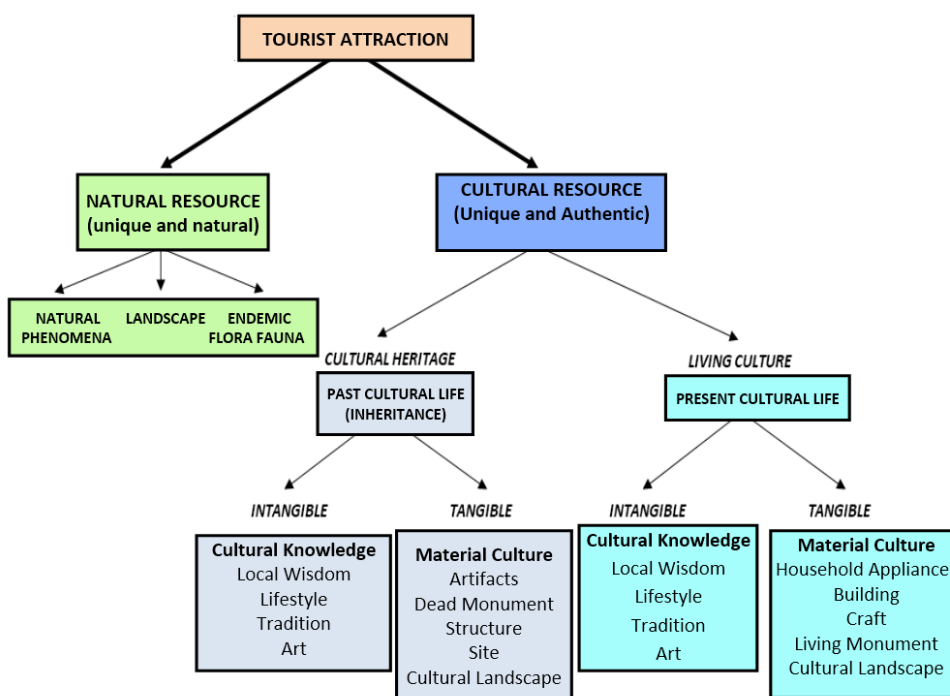 TOURIST ATTRACTION
NATURAL RESOURCE
(unique and natural)
CULTURAL RESOURCE
(Unique and Authentic)
NATURAL
PHENOMENA
LANDSCAPE
ENDEMIC
FLORA FAUNA
CULTURAL HERITAGE
PAST CULTURAL LIFE
(INHERITANCE)
LIVING CULTURE
PRESENT CULTURAL LIFE
INTANGIBLE
Cultural Knowledge
Local Wisdom
Lifestyle
Tradition
Art
TANGIBLE
Material Culture
Artifacts
Dead Monument
Structure
Site
Cultural Landscape
INTANGIBLE
Cultural Knowledge
Local Wisdom
Lifestyle
Tradition
Art
TANGIBLE
Material Culture
Household Appliance
Building
Craft
Living Monument
Cultural Landscape